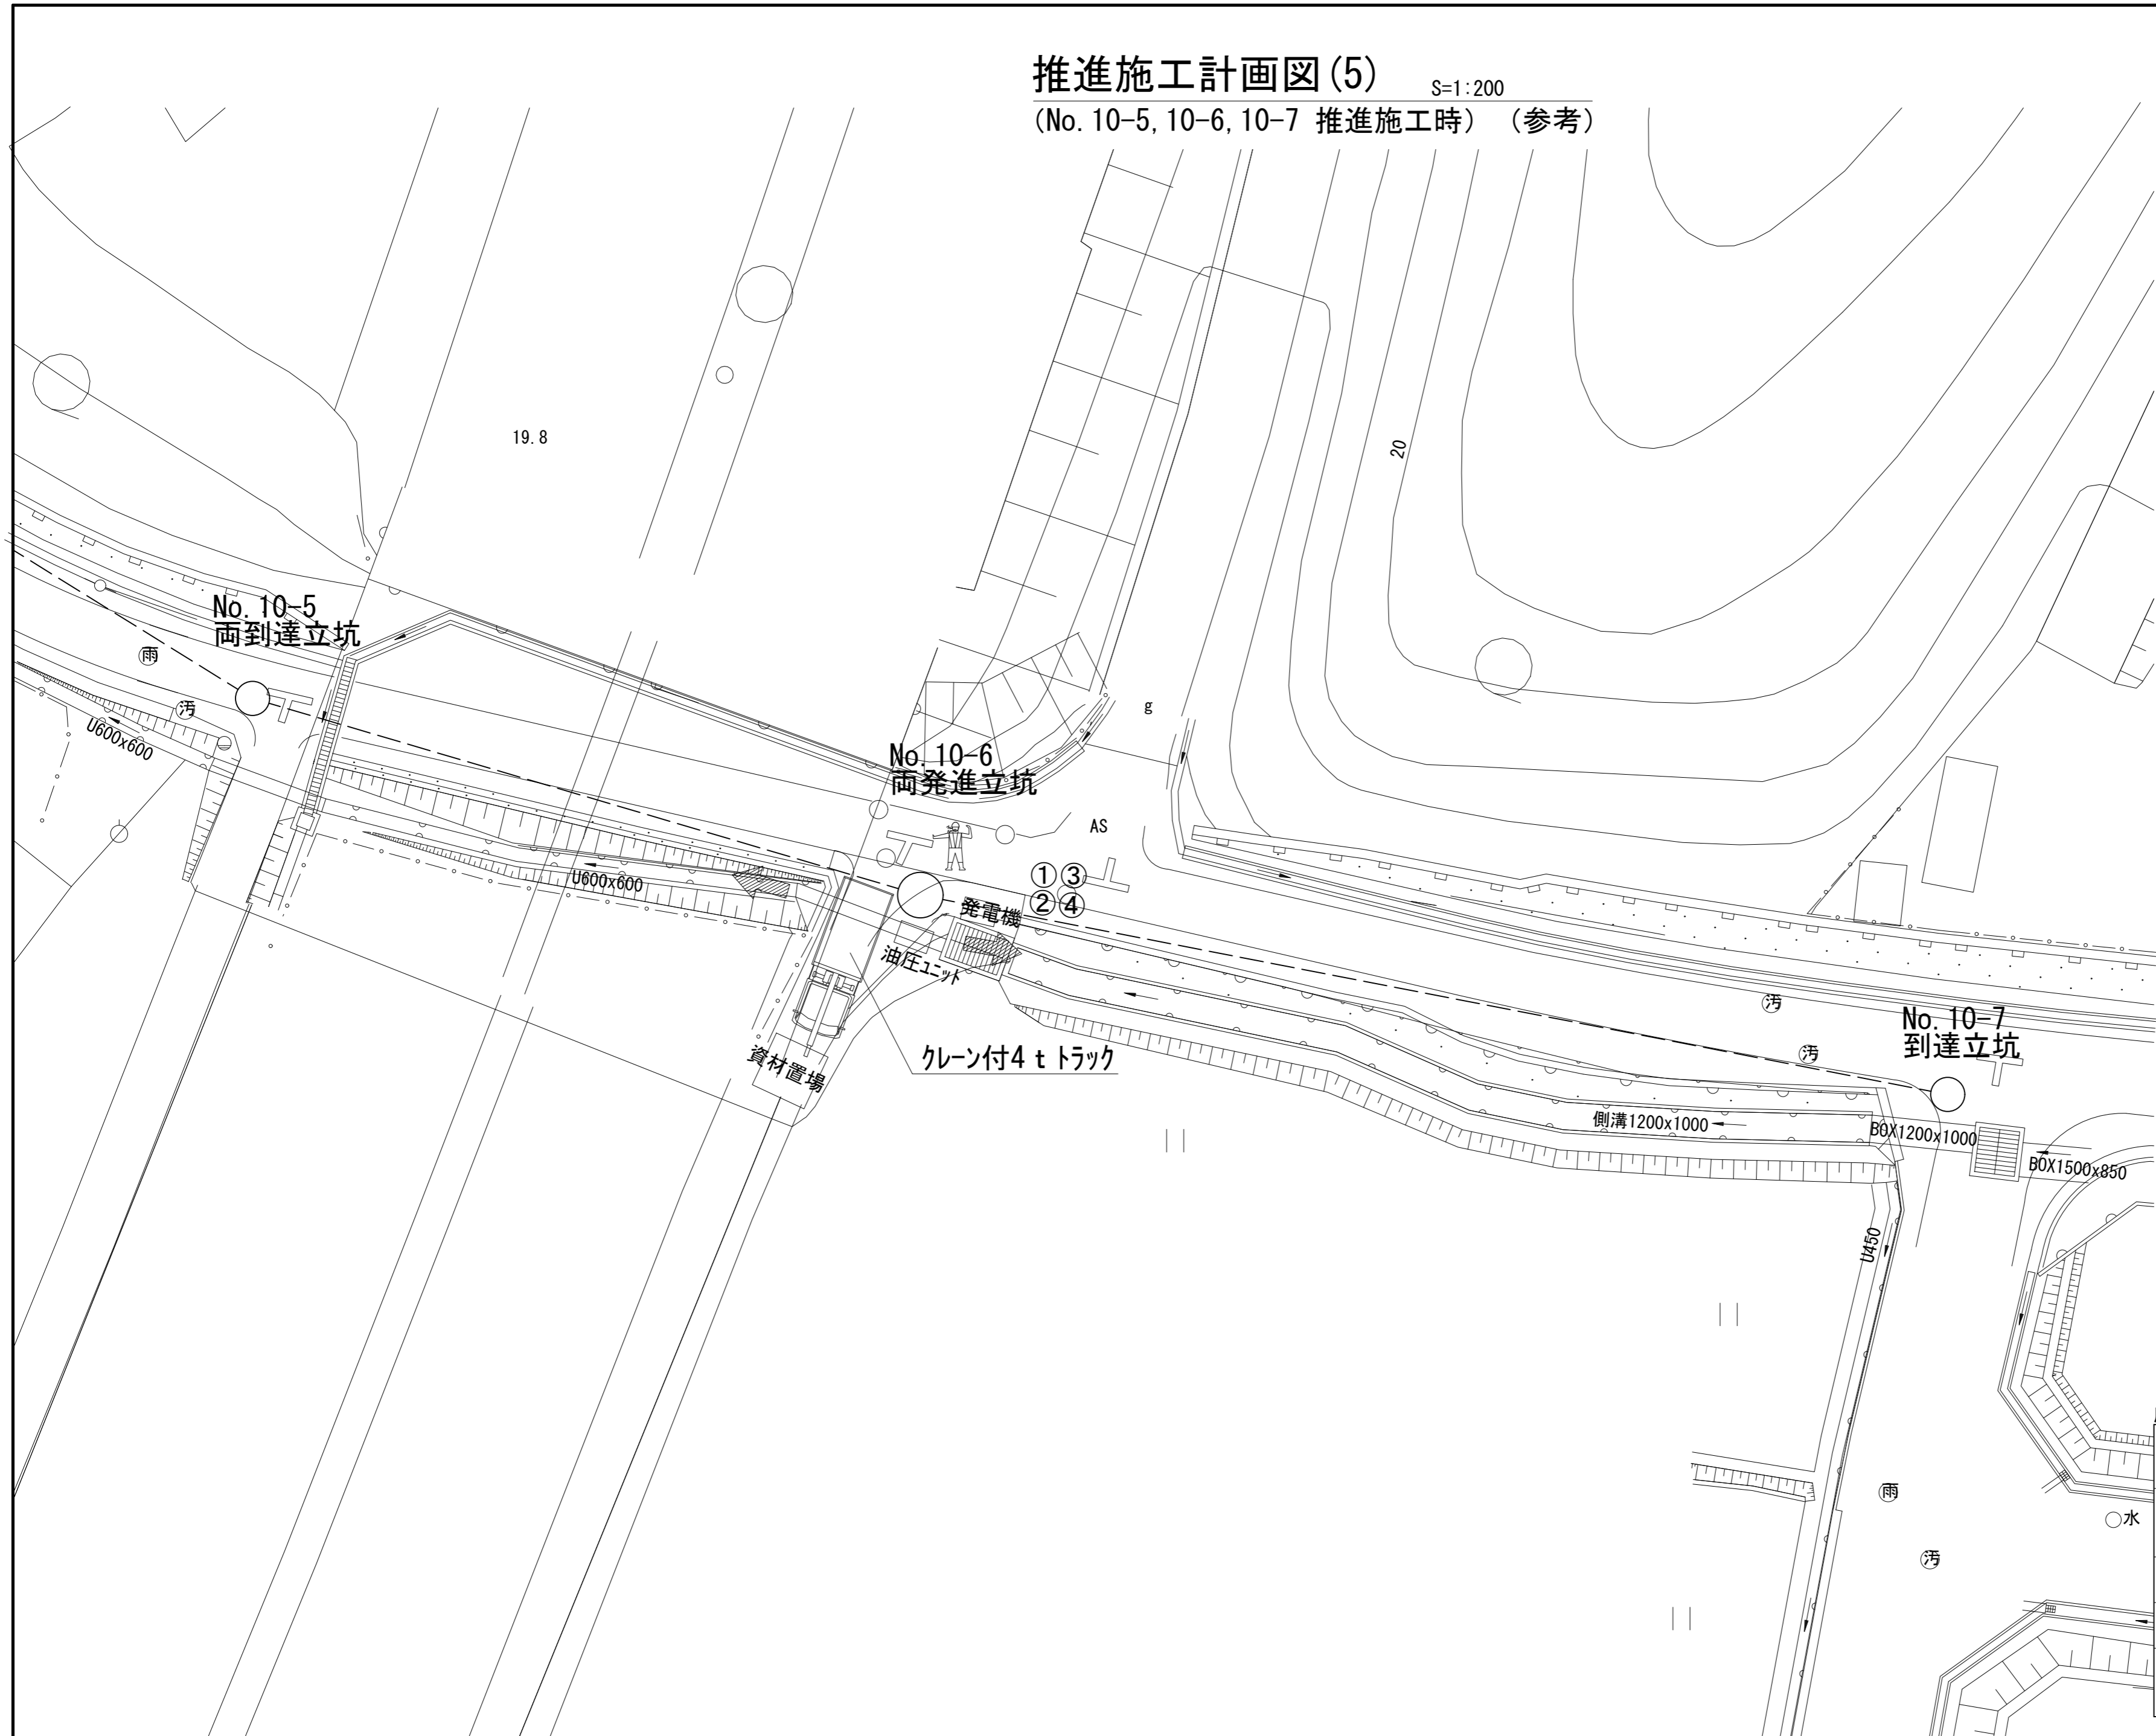 推進施工計画図(5) S=1:200
(No.10-5,10-6,10-7 推進施工時) (参考)
19.8
20
No.10-5
両到達立坑
雨
汚
U600x600
g
No.10-6
両発進立坑
AS
U600x600
① ③
② ④
発電機
油圧ユニット
クレーン付4tトラック
資材置場
汚
汚
No.10-7
到達立坑
側溝1200x1000
BOX1200x1000
BOX1500x850
U450
雨
水
汚